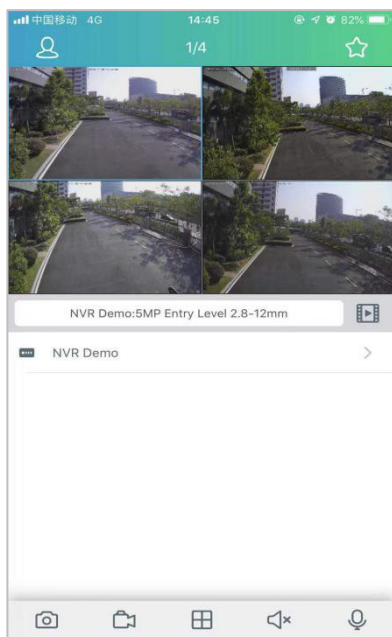 中国移动 4G 14:45 82%
1/4
NVR Demo:5MP Entry Level 2.8-12mm
NVR Demo